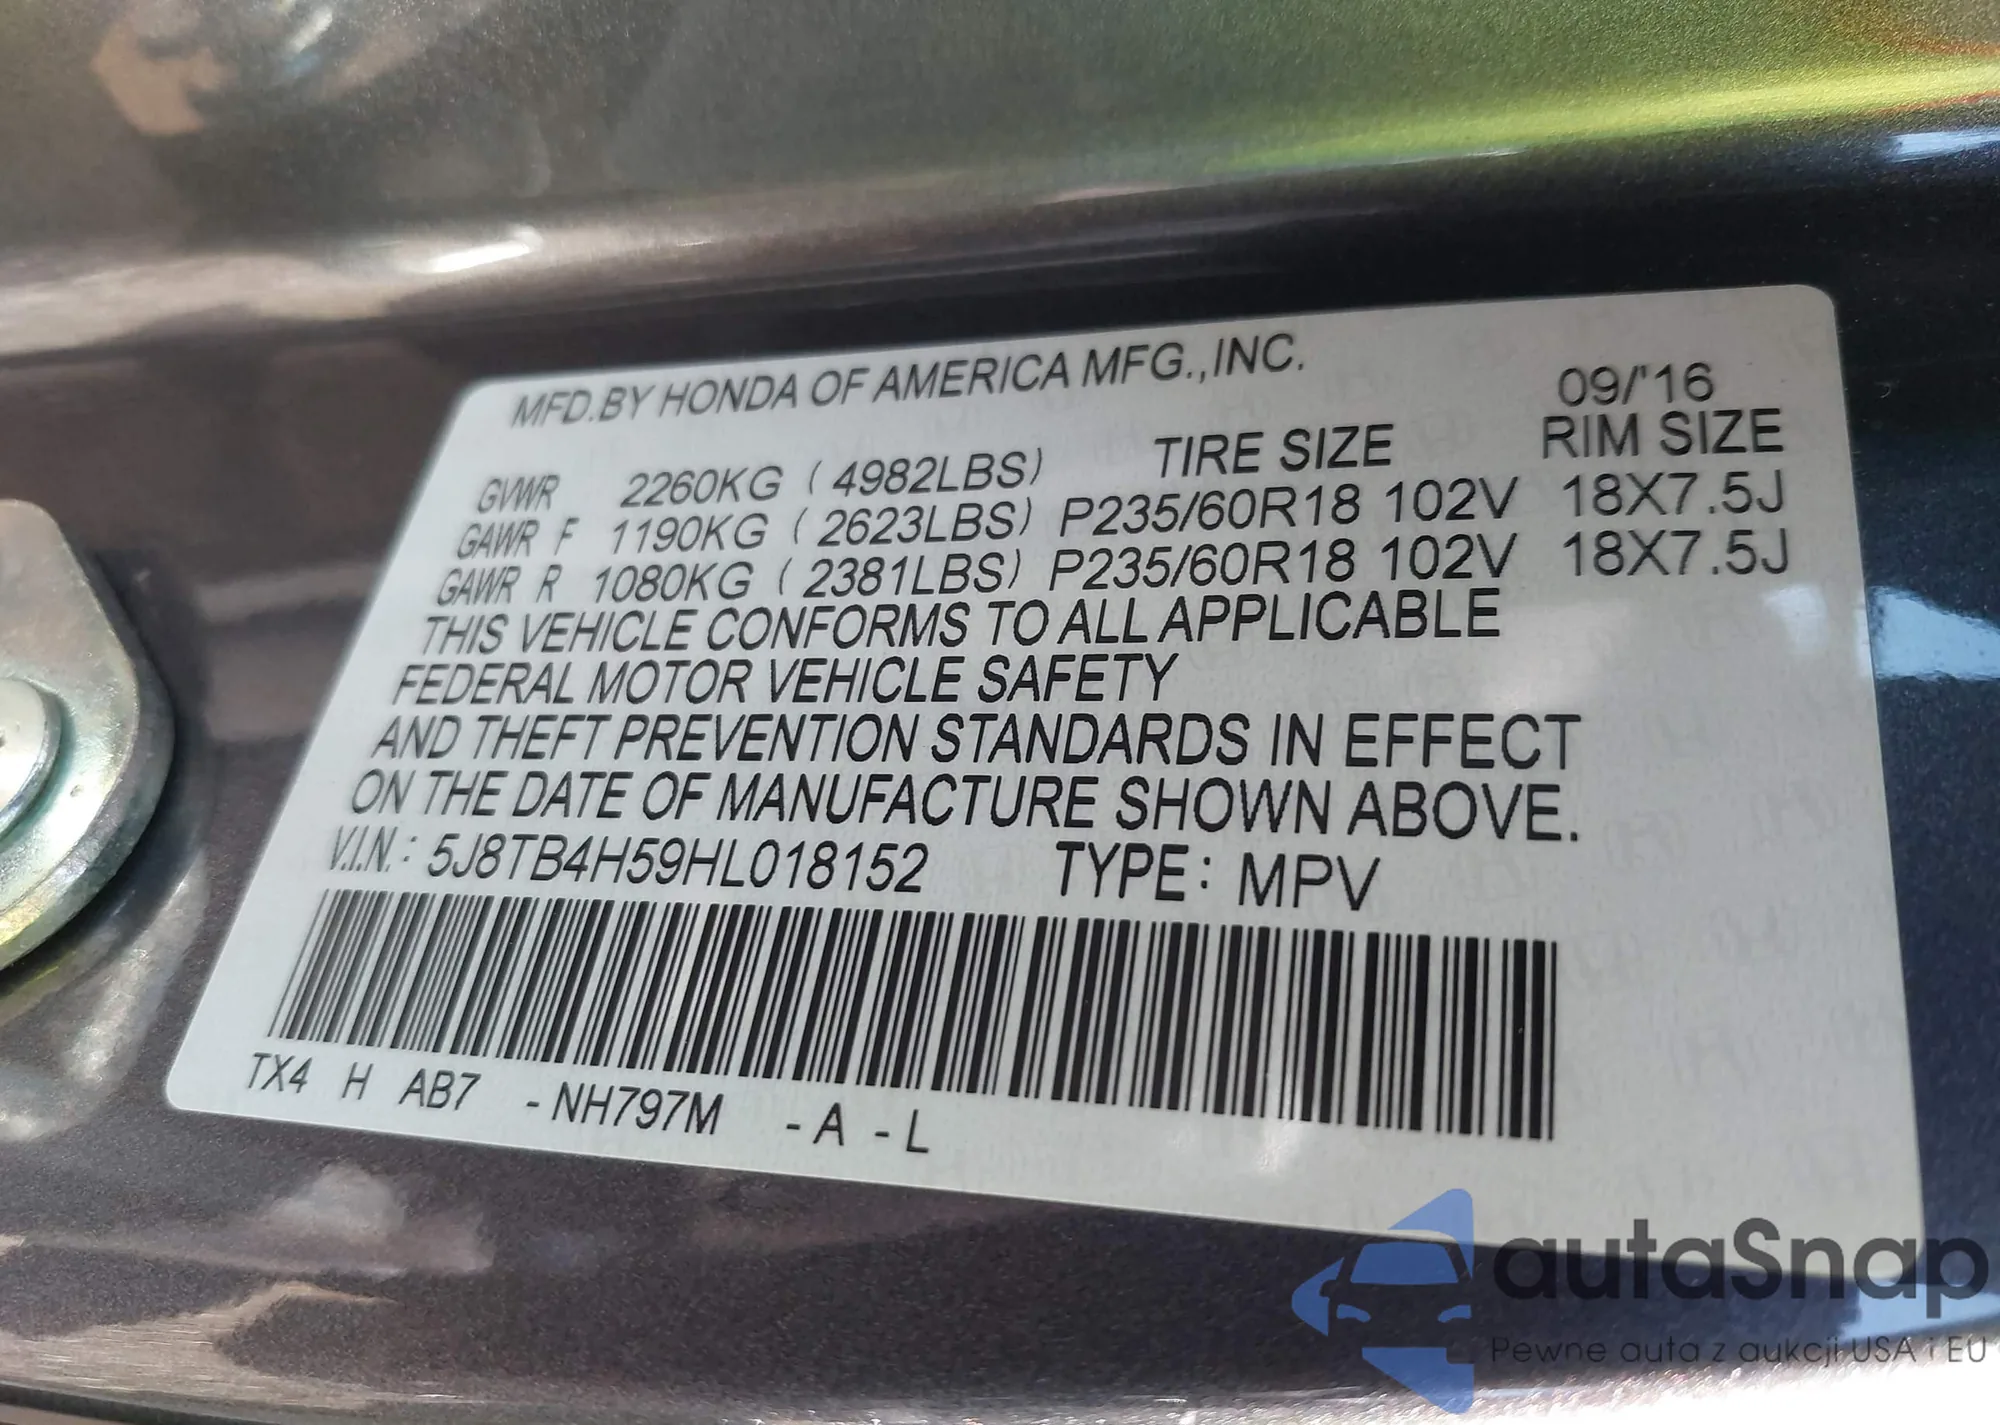 MFD.BY HONDA OF AMERICA MFG.,INC. 09/'16
TIRE SIZE RIM SIZE
GVWR 2260KG (4982LBS)
GAWR F 1190KG (2623LBS) P235/60R18 102V 18X7.5J
GAWR R 1080KG (2381LBS) P235/60R18 102V 18X7.5J
THIS VEHICLE CONFORMS TO ALL APPLICABLE
FEDERAL MOTOR VEHICLE SAFETY
AND THEFT PREVENTION STANDARDS IN EFFECT
ON THE DATE OF MANUFACTURE SHOWN ABOVE.
V.I.N.: 5J8TB4H59HL018152 TYPE: MPV
TX4 H AB7 -NH797M -A -L
autaSnap
Pewne auta z aukcji USA i EU